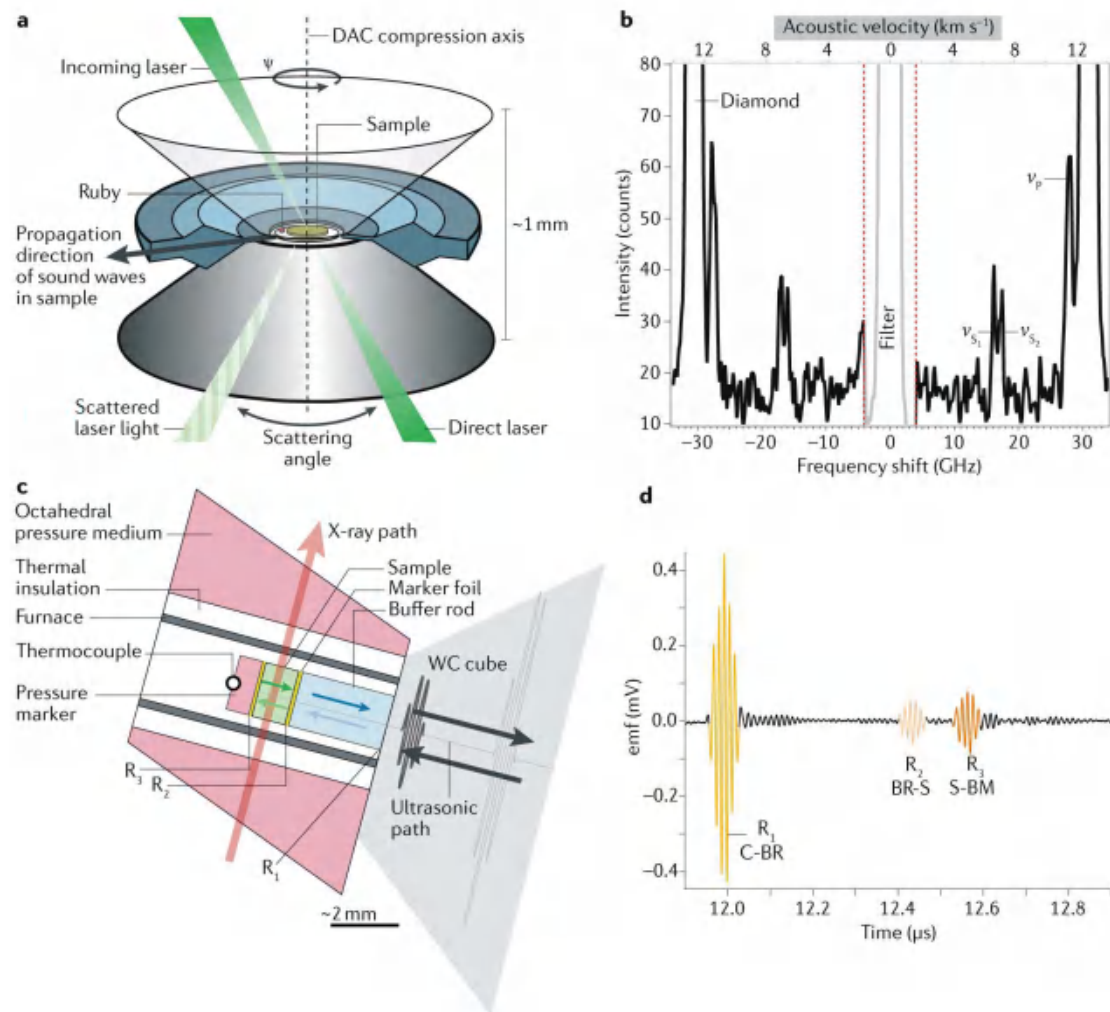 a
DAC compression axis
Incoming laser
ψ
Sample
Ruby
~1 mm
Propagation
direction
of sound waves
in sample
Scattered
laser light
Scattering
angle
Direct laser
b
Acoustic velocity (km s⁻¹)
12 8 4 0 4 8 12
80
70
60
50
40
30
20
10
Intensity (counts)
Diamond
Filter
νP
νS1
νS2
−30 −20 −10 0 10 20 30
Frequency shift (GHz)
c
Octahedral
pressure medium
X-ray path
Thermal
insulation
Sample
Marker foil
Buffer rod
Furnace
Thermocouple
WC cube
Pressure
marker
R3 R2
Ultrasonic
path
R1
~2 mm
d
0.4
0.2
0.0
−0.2
−0.4
emf (mV)
R1
C-BR
R2
BR-S
R3
S-BM
12.0 12.2 12.4 12.6 12.8
Time (µs)